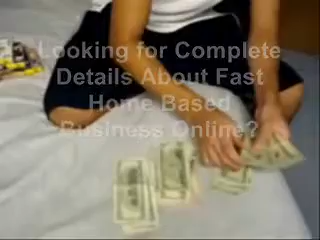 Looking for Complete
Details About Fast
Home Based
Business Online?